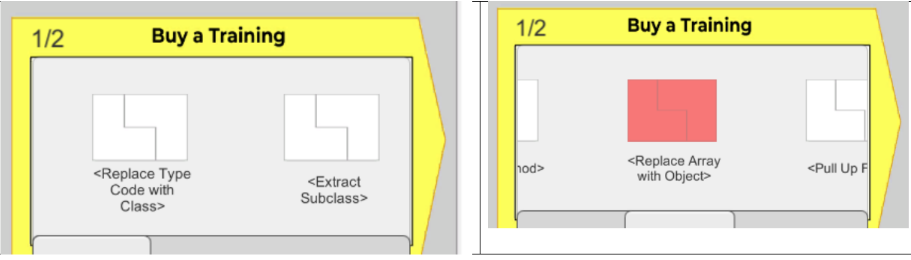 1/2 Buy a Training
<Replace Type
Code with
Class>
<Extract
Subclass>
1/2 Buy a Training
nod>
<Replace Array
with Object>
<Pull Up F